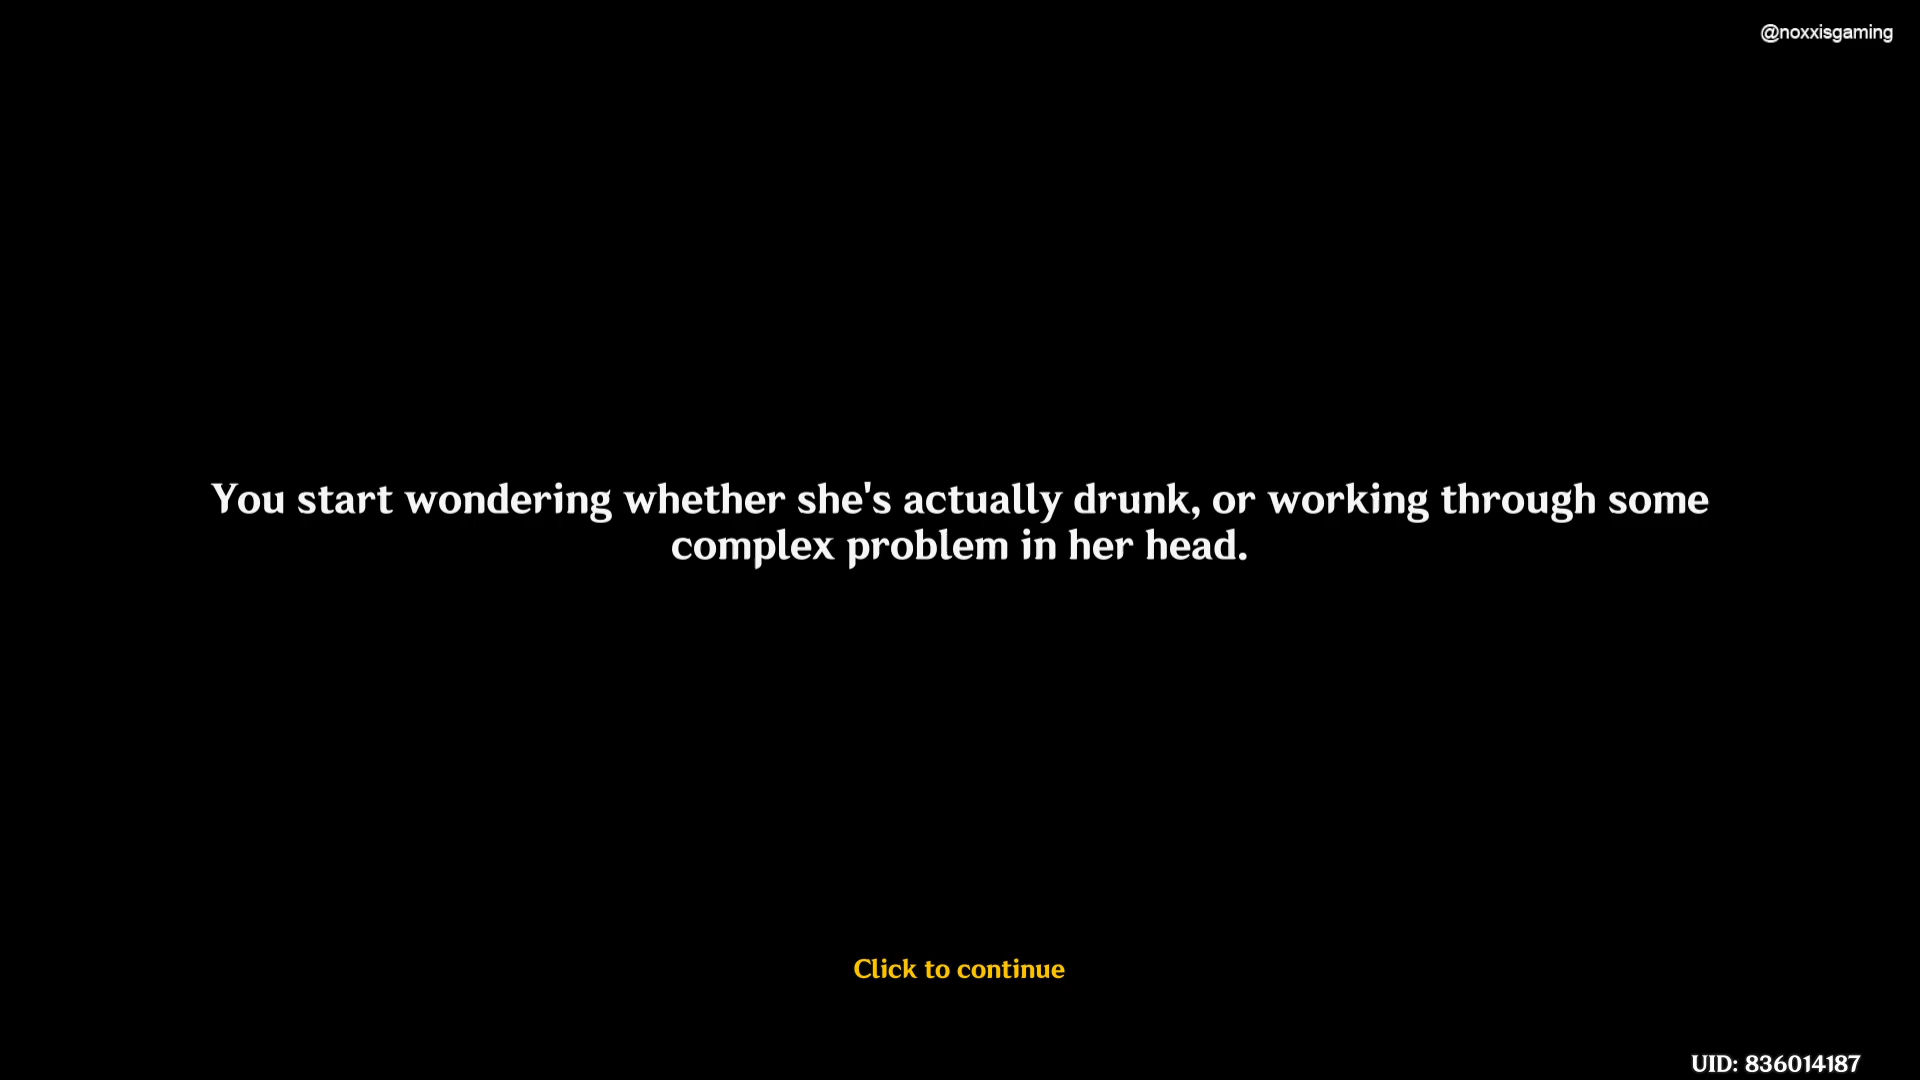 @noxxisgaming
You start wondering whether she's actually drunk, or working through some
complex problem in her head.
Click to continue
UID: 836014187